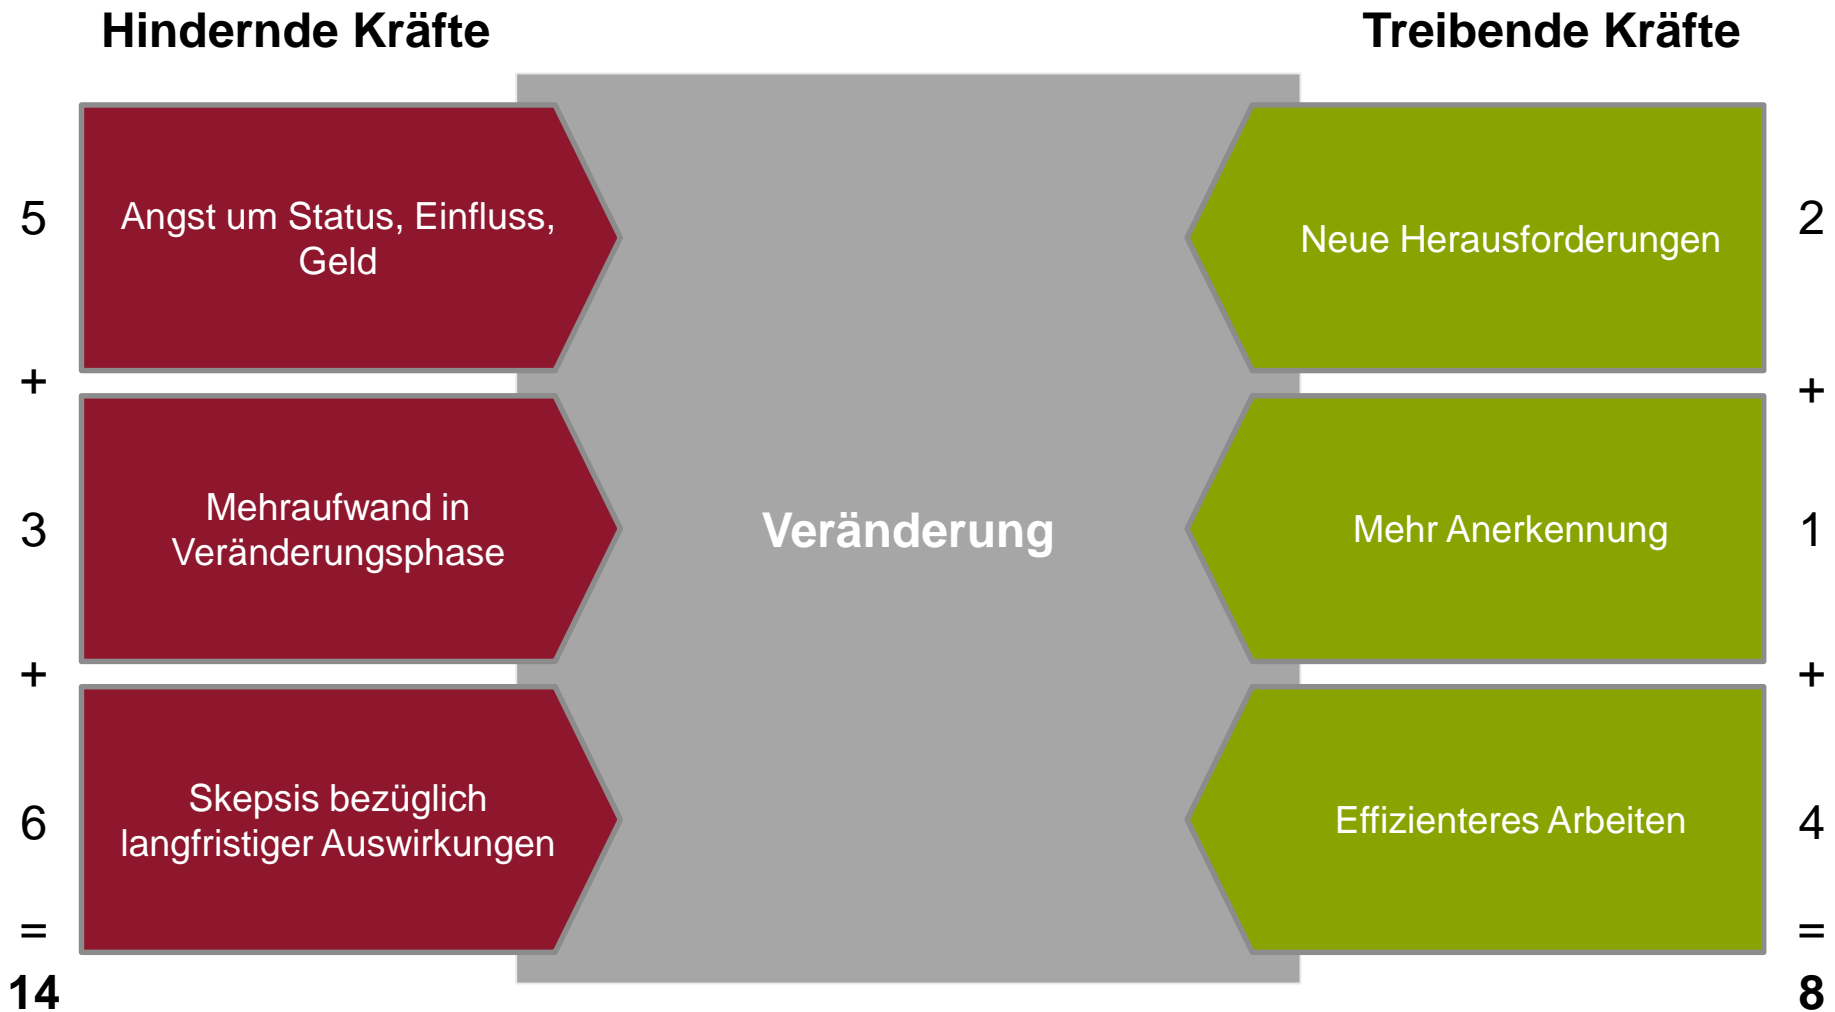 Hindernde Kräfte
Treibende Kräfte
5
Angst um Status, Einfluss,
Geld
Neue Herausforderungen
2
+
+
3
Mehraufwand in
Veränderungsphase
Veränderung
Mehr Anerkennung
1
+
+
6
Skepsis bezüglich
langfristiger Auswirkungen
Effizienteres Arbeiten
4
=
=
14
8